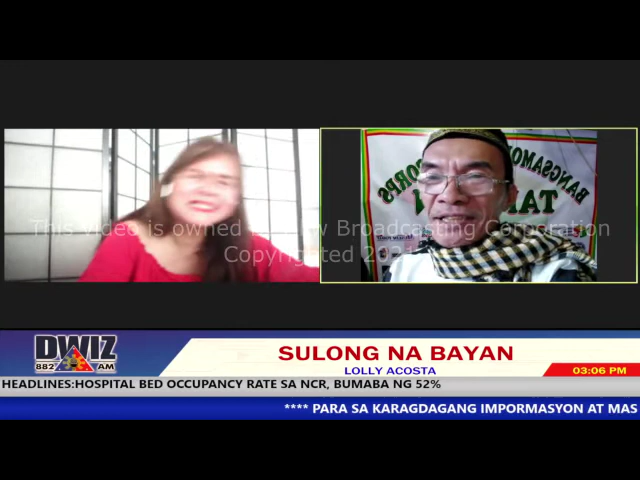 BANGSAMO
CORPS
TA
This video is owned
w Broadcasting Corporation
Copyrighted
DWIZ
882 AM
SULONG NA BAYAN
LOLLY ACOSTA
03:06 PM
HEADLINES:HOSPITAL BED OCCUPANCY RATE SA NCR, BUMABA NG 52%
**** PARA SA KARAGDAGANG IMPORMASYON AT MAS